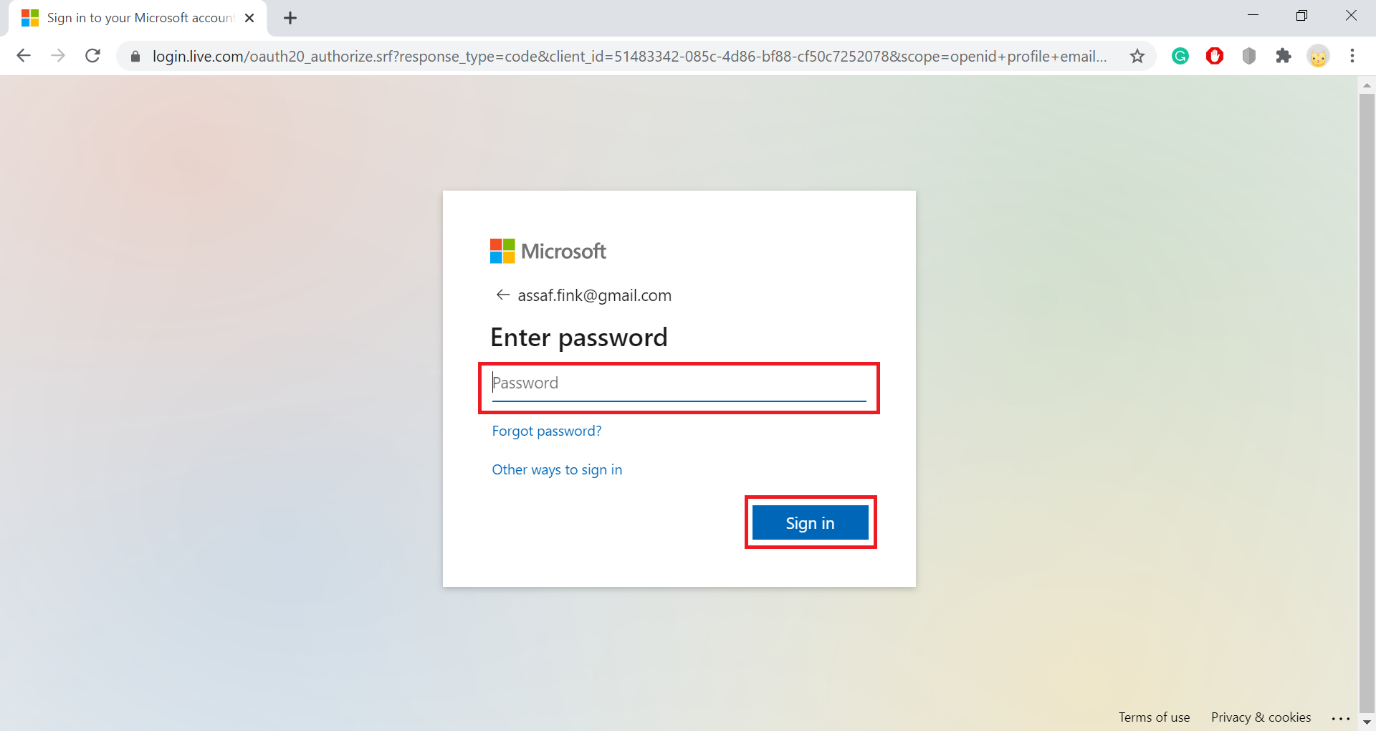 Sign in to your Microsoft accoun
login.live.com/oauth20_authorize.srf?response_type=code&client_id=51483342-085c-4d86-bf88-cf50c7252078&scope=openid+profile+email...
Microsoft
assaf.fink@gmail.com
Enter password
Password
Forgot password?
Other ways to sign in
Sign in
Terms of use Privacy & cookies ...